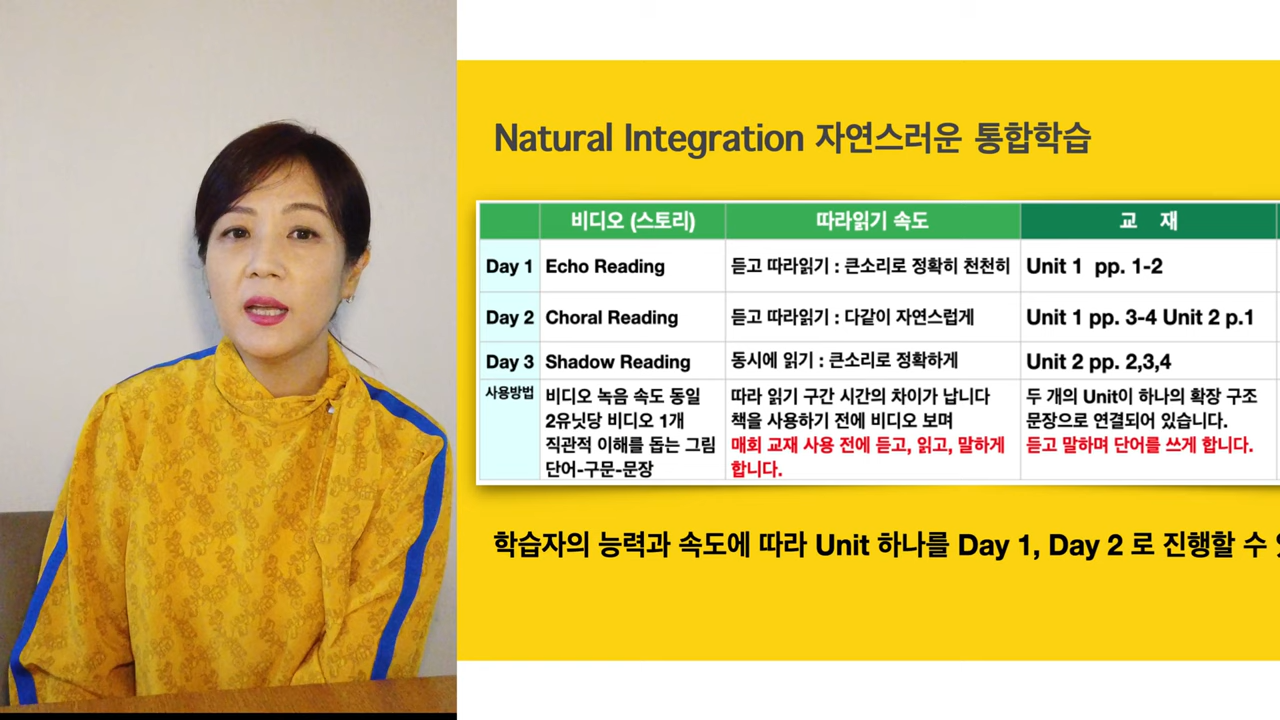 Natural Integration 자연스러운 통합학습
비디오 (스토리) 따라읽기 속도 교 재
Day 1 Echo Reading 듣고 따라읽기 : 큰소리로 정확히 천천히 Unit 1 pp. 1-2
Day 2 Choral Reading 듣고 따라읽기 : 다같이 자연스럽게 Unit 1 pp. 3-4 Unit 2 p.1
Day 3 Shadow Reading 동시에 읽기 : 큰소리로 정확하게 Unit 2 pp. 2,3,4
사용방법 비디오 녹음 속도 동일 따라 읽기 구간 시간의 차이가 납니다 두 개의 Unit이 하나의 확장 구조
2유닛당 비디오 1개 책을 사용하기 전에 비디오 보며 문장으로 연결되어 있습니다.
직관적 이해를 돕는 그림 매회 교재 사용 전에 듣고, 읽고, 말하게 듣고 말하며 단어를 쓰게 합니다.
단어-구문-문장 합니다.
학습자의 능력과 속도에 따라 Unit 하나를 Day 1, Day 2 로 진행할 수